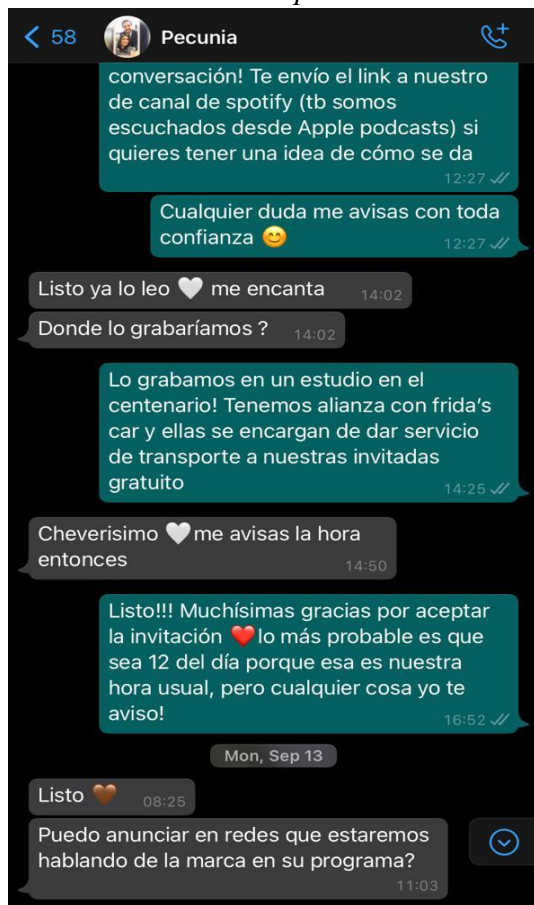 58
Pecunia
conversación! Te envío el link a nuestro
de canal de spotify (tb somos
escuchados desde Apple podcasts) si
quieres tener una idea de cómo se da
12:27
Cualquier duda me avisas con toda
confianza 😊
12:27
Listo ya lo leo 🤍 me encanta
14:02
Donde lo grabaríamos ?
14:02
Lo grabamos en un estudio en el
centenario! Tenemos alianza con frida's
car y ellas se encargan de dar servicio
de transporte a nuestras invitadas
gratuito
14:25
Cheverisimo 🤍me avisas la hora
entonces
14:50
Listo!!! Muchísimas gracias por aceptar
la invitación ❤️lo más probable es que
sea 12 del día porque esa es nuestra
hora usual, pero cualquier cosa yo te
aviso!
16:52
Mon, Sep 13
Listo 🤎
08:25
Puedo anunciar en redes que estaremos
hablando de la marca en su programa?
11:03